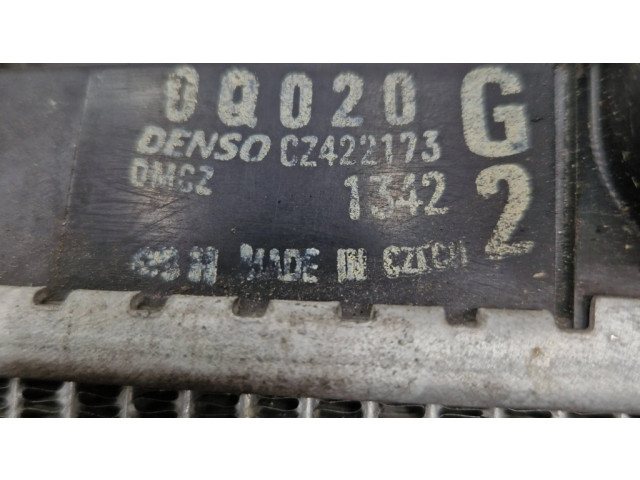 0Q020 G
DENSO CZ422173
DMCZ 1342 2
MADE IN CZECH